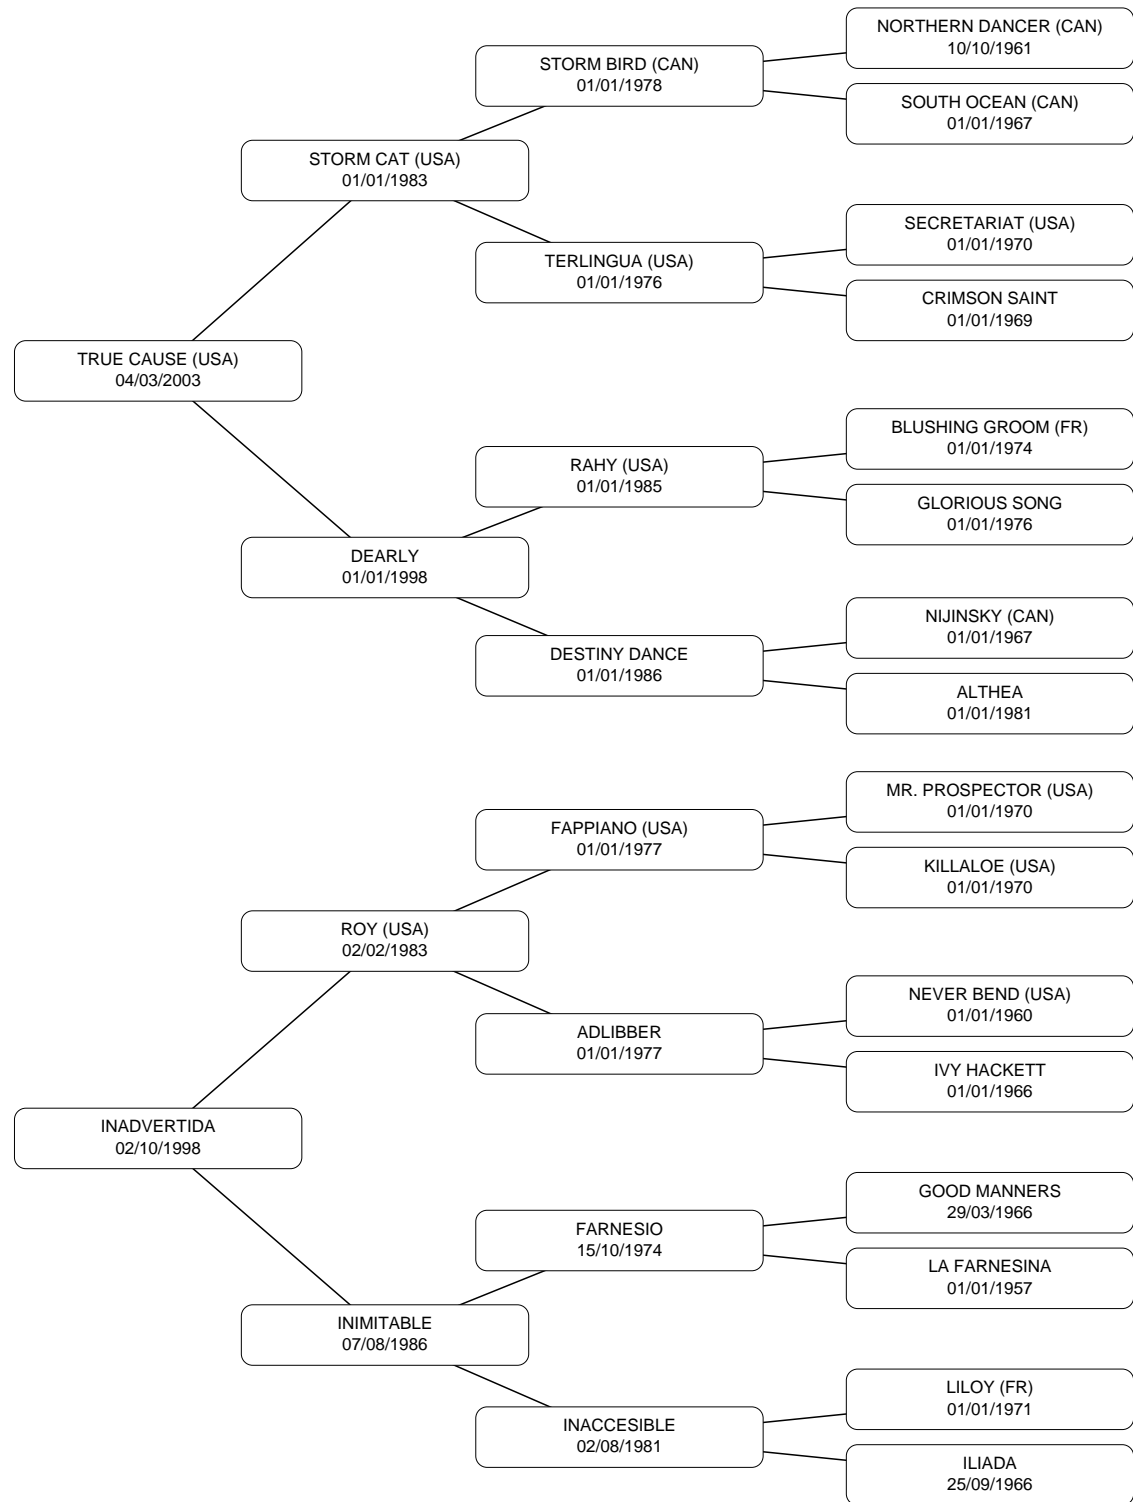 NORTHERN DANCER (CAN)
10/10/1961
STORM BIRD (CAN)
01/01/1978
SOUTH OCEAN (CAN)
01/01/1967
STORM CAT (USA)
01/01/1983
SECRETARIAT (USA)
01/01/1970
TERLINGUA (USA)
01/01/1976
CRIMSON SAINT
01/01/1969
TRUE CAUSE (USA)
04/03/2003
BLUSHING GROOM (FR)
01/01/1974
RAHY (USA)
01/01/1985
GLORIOUS SONG
01/01/1976
DEARLY
01/01/1998
NIJINSKY (CAN)
01/01/1967
DESTINY DANCE
01/01/1986
ALTHEA
01/01/1981
MR. PROSPECTOR (USA)
01/01/1970
FAPPIANO (USA)
01/01/1977
KILLALOE (USA)
01/01/1970
ROY (USA)
02/02/1983
NEVER BEND (USA)
01/01/1960
ADLIBBER
01/01/1977
IVY HACKETT
01/01/1966
INADVERTIDA
02/10/1998
GOOD MANNERS
29/03/1966
FARNESIO
15/10/1974
LA FARNESINA
01/01/1957
INIMITABLE
07/08/1986
LILOY (FR)
01/01/1971
INACCESIBLE
02/08/1981
ILIADA
25/09/1966